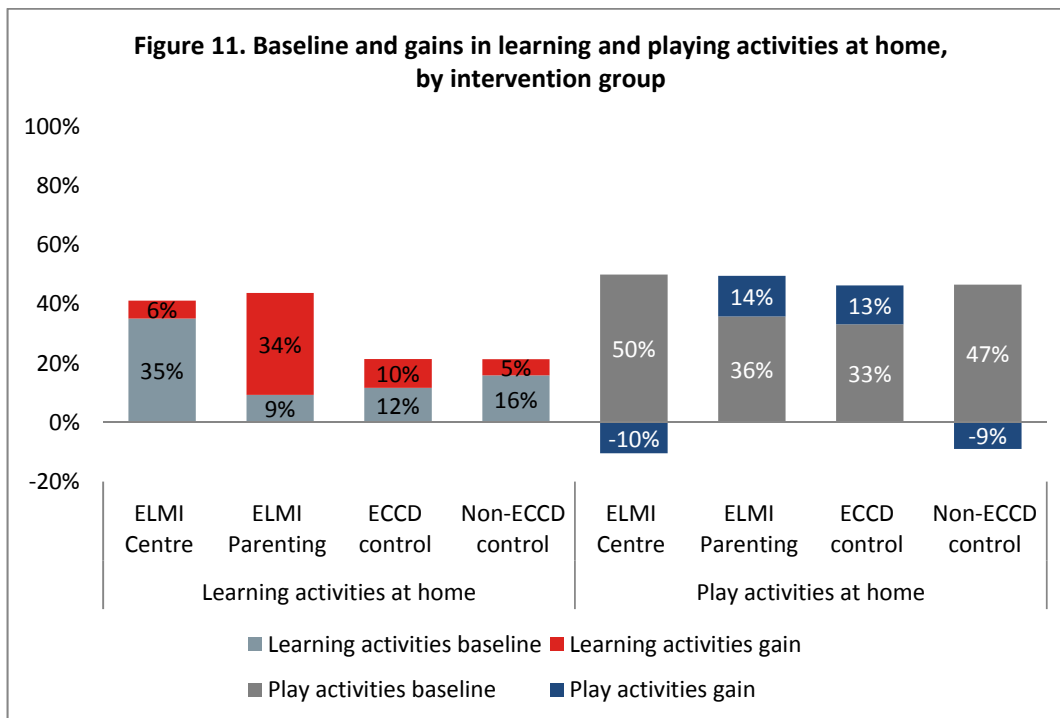 Figure 11. Baseline and gains in learning and playing activities at home,
by intervention group
100%
80%
60%
40%
20%
0%
-20%
6%
35%
34%
9%
10%
12%
5%
16%
50%
-10%
14%
36%
13%
33%
47%
-9%
ELMI
Centre
ELMI
Parenting
ECCD
control
Non-ECCD
control
ELMI
Centre
ELMI
Parenting
ECCD
control
Non-ECCD
control
Learning activities at home
Play activities at home
Learning activities baseline
Learning activities gain
Play activities baseline
Play activities gain